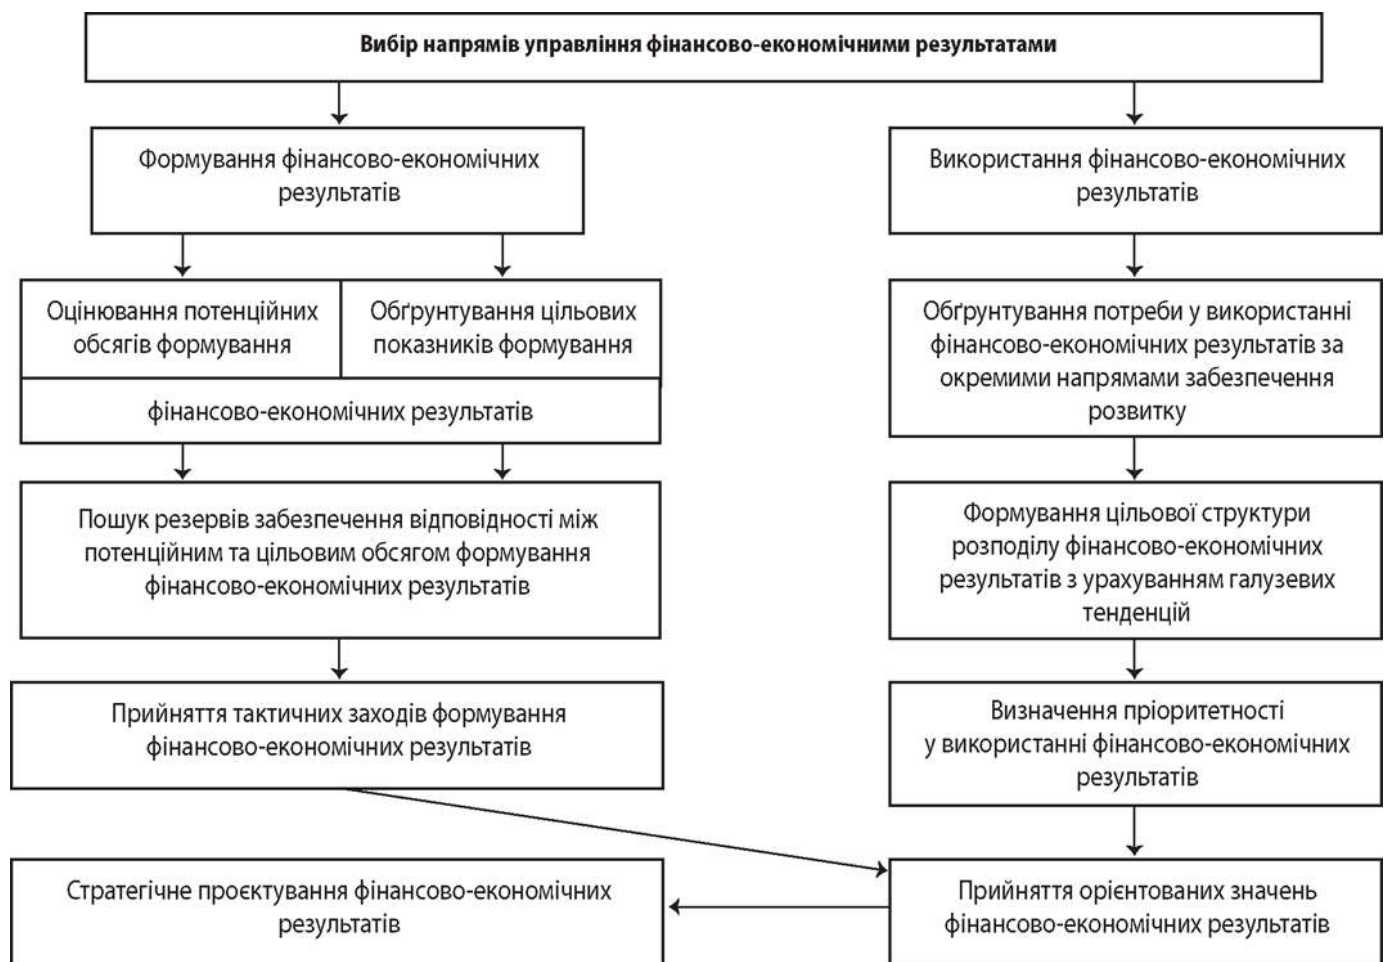 Вибір напрямів управління фінансово-економічними результатами
Формування фінансово-економічних
результатів
Використання фінансово-економічних
результатів
Оцінювання потенційних
обсягів формування
Обґрунтування цільових
показників формування
фінансово-економічних результатів
Обґрунтування потреби у використанні
фінансово-економічних результатів за
окремими напрямами забезпечення
розвитку
Пошук резервів забезпечення відповідності між
потенційним та цільовим обсягом формування
фінансово-економічних результатів
Формування цільової структури
розподілу фінансово-економічних
результатів з урахуванням галузевих
тенденцій
Прийняття тактичних заходів формування
фінансово-економічних результатів
Визначення пріоритетності
у використанні фінансово-економічних
результатів
Стратегічне проєктування фінансово-економічних
результатів
Прийняття орієнтованих значень
фінансово-економічних результатів